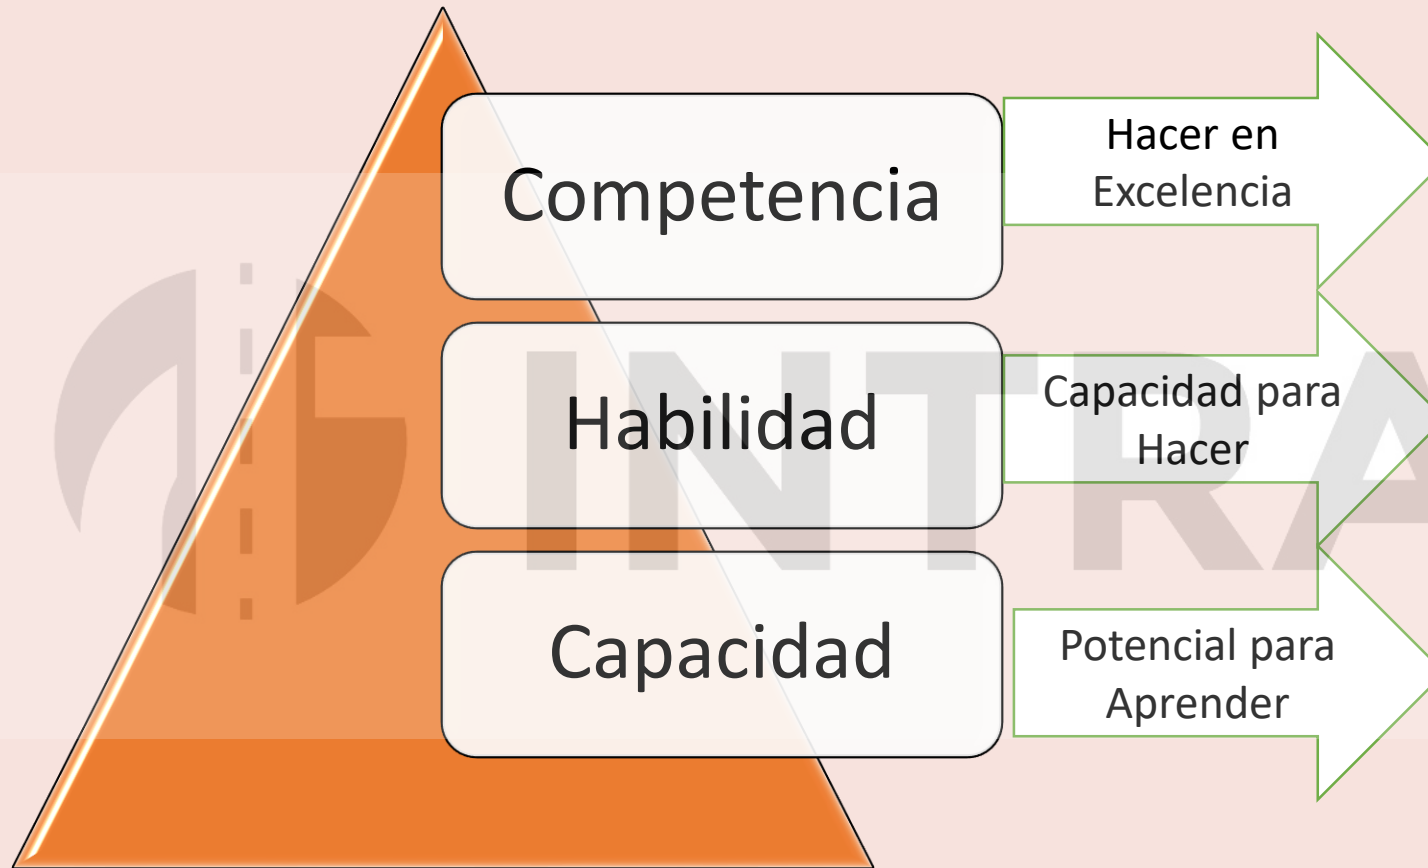 Competencia
Hacer en
Excelencia
Habilidad
Capacidad para
Hacer
Capacidad
Potencial para
Aprender
INTRA